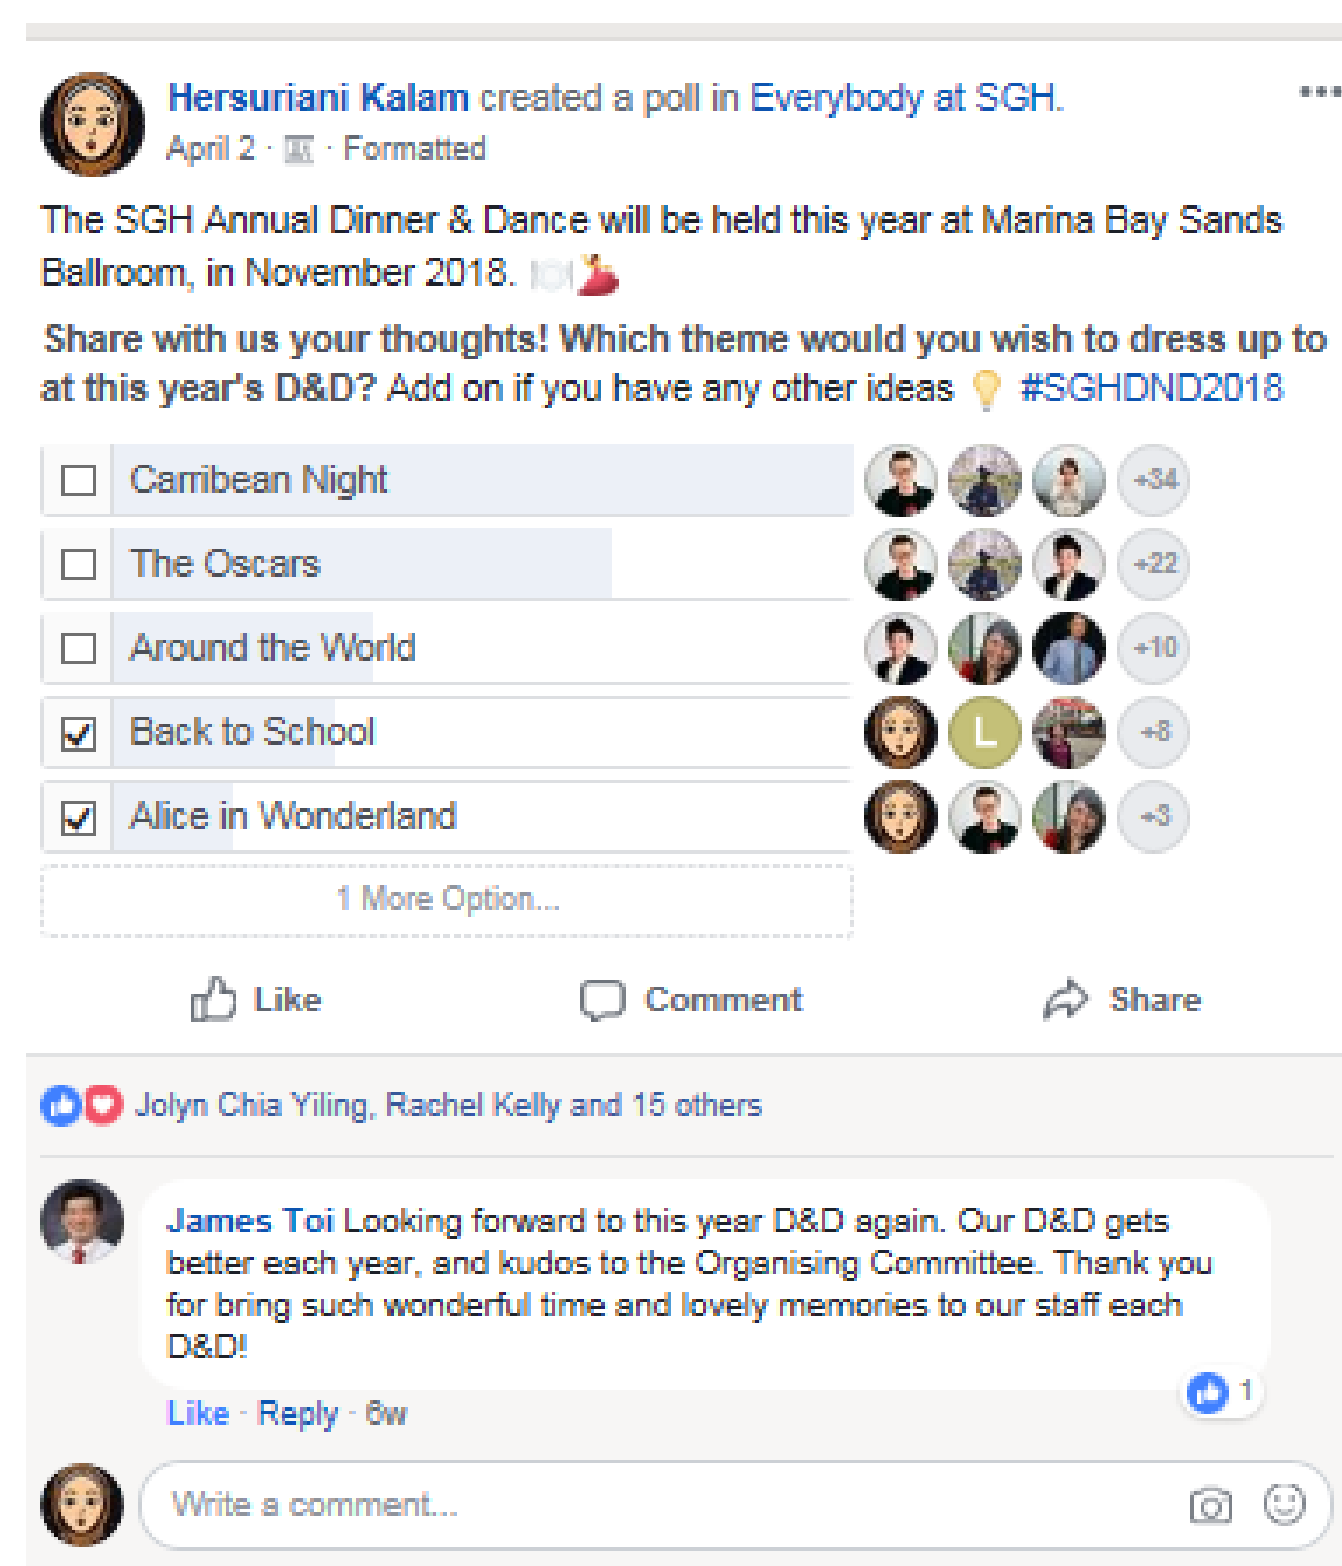 Hersuriani Kalam created a poll in Everybody at SGH.
April 2 · Formatted
The SGH Annual Dinner & Dance will be held this year at Marina Bay Sands
Ballroom, in November 2018.
Share with us your thoughts! Which theme would you wish to dress up to
at this year's D&D? Add on if you have any other ideas #SGHDND2018
Carribean Night +34
The Oscars +22
Around the World +10
Back to School L +8
Alice in Wonderland +3
1 More Option...
Like Comment Share
Jolyn Chia Yiling, Rachel Kelly and 15 others
James Toi Looking forward to this year D&D again. Our D&D gets
better each year, and kudos to the Organising Committee. Thank you
for bring such wonderful time and lovely memories to our staff each
D&D!
1
Like · Reply · 6w
Write a comment...